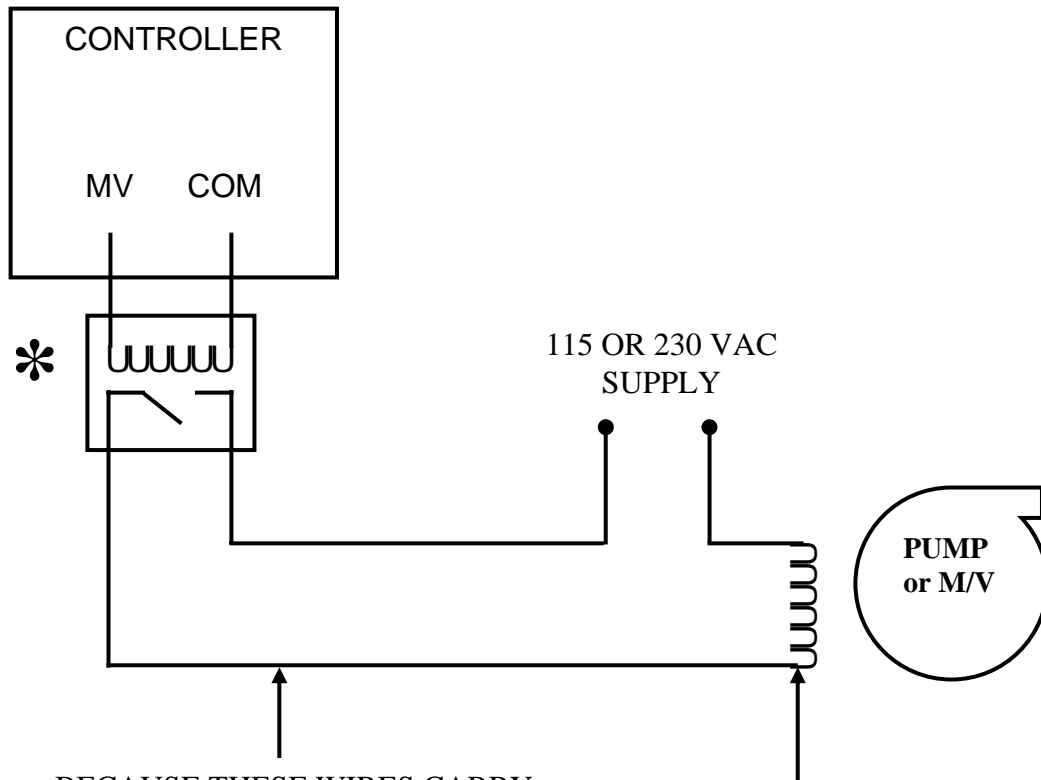 CONTROLLER
MV COM
*
115 OR 230 VAC
SUPPLY
PUMP
or M/V
BECAUSE THESE WIRES CARRY